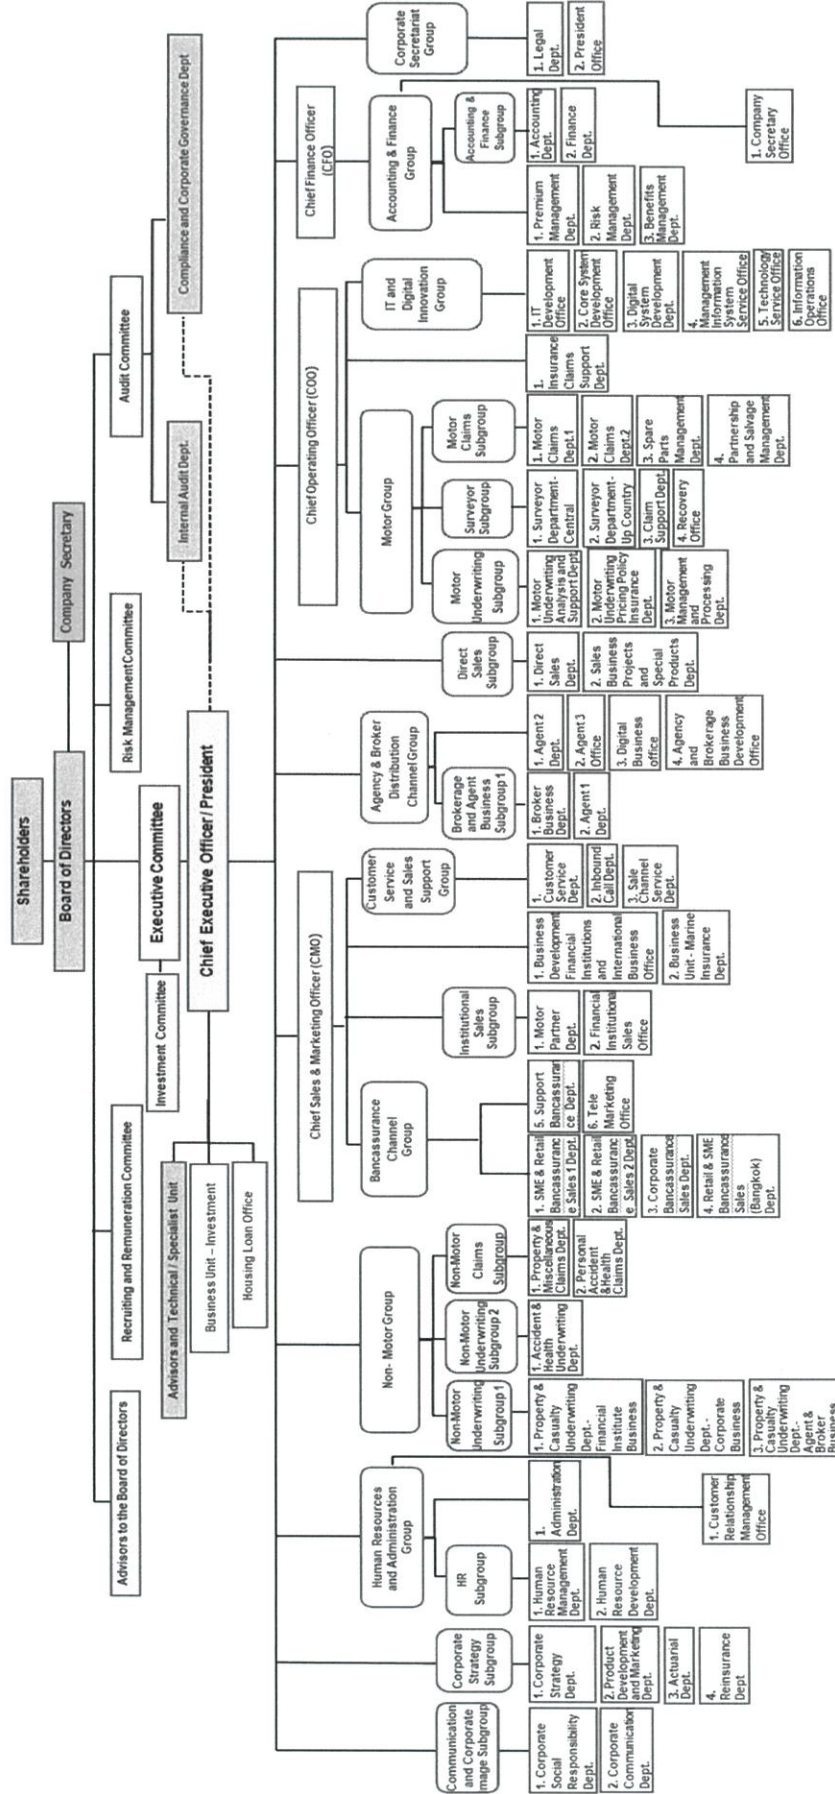 Shareholders
Board of Directors
Company Secretary
Advisors to the Board of Directors
Recruiting and Remuneration Committee
Risk Management Committee
Audit Committee
Investment Committee
Executive Committee
Internal Audit Dept.
Compliance and Corporate Governance Dept
Chief Executive Officer / President
Advisors and Technical / Specialist Unit
Business Unit – Investment
Housing Loan Office
Communication
and Corporate
Image Subgroup
1. Corporate
Social
Responsibility
Dept.
2. Corporate
Communication
Dept.
Corporate
Strategy
Subgroup
1. Corporate
Strategy
Dept.
2. Product
Development
and Marketing
Dept.
3. Actuarial
Dept.
4.
Reinsurance
Dept
Human Resources
and Administration
Group
HR
Subgroup
1. Human
Resource
Management
Dept.
2. Human
Resource
Development
Dept.
1.
Administration
Dept.
1. Customer
Relationship
Management
Office
Non- Motor Group
Non-Motor
Underwriting
Subgroup 1
1. Property &
Casualty
Underwriting
Dept.-
Financial
Institute
Business
2. Property &
Casualty
Underwriting
Dept.-
Corporate
Business
3. Property &
Casualty
Underwriting
Dept.-
Agent &
Broker
Business
Non-Motor
Underwriting
Subgroup 2
1. Accident &
Health
Underwriting
Dept.
Non-Motor
Claims
Subgroup
1. Property &
Miscellaneous
Claims Dept.
2. Personal
Accident
&Health
Claims Dept.
Chief Sales & Marketing Officer (CMO)
Bancassurance
Channel
Group
1. SME & Retail
Bancassuranc
e Sales 1 Dept.
2. SME & Retail
Bancassuranc
e Sales 2 Dept
3. Corporate
Bancassurance
Sales Dept.
4. Retail & SME
Bancassurance
Sales
(Bangkok)
Dept.
5. Support
Bancassuran
ce Dept.
6. Tele
Marketing
Office
Institutional
Sales
Subgroup
1. Motor
Partner
Dept.
2. Financial
Institutional
Sales
Office
1. Business
Development
Financial
Institutions
and
International
Business
Office
2. Business
Unit - Marine
Insurance
Dept.
Customer
Service
and Sales
Support
Group
1.
Customer
Service
Dept.
2. Inbound
Call Dept.
3. Sale
Channel
Service
Dept.
Agency & Broker
Distribution
Channel Group
Brokerage
and Agent
Business
Subgroup 1
1. Broker
Business
Dept.
2. Agent 1
Dept.
1. Agent 2
Dept.
2. Agent 3
Office
3. Digital
Business
office
4. Agency
and
Brokerage
Business
Development
Office
Direct
Sales
Subgroup
1. Direct
Sales
Dept.
2. Sales
Business
Projects
and
Special
Products
Dept.
Chief Operating Officer (COO)
Motor Group
Motor
Underwriting
Subgroup
1. Motor
Underwriting
Analysis and
Support Dept
2. Motor
Underwriting
Pricing Policy
Insurance
Dept.
3. Motor
Management
and
Processing
Dept.
Surveyor
Subgroup
1. Surveyor
Department-
Central
2. Surveyor
Department-
Up Country
3. Claim
Support Dept.
4. Recovery
Office
Motor
Claims
Subgroup
1. Motor
Claims
Dept.1
2. Motor
Claims
Dept.2
3. Spare
Parts
Management
Dept.
4.
Partnership
and Salvage
Management
Dept.
1.
Insurance
Claims
Support
Dept.
IT and
Digital
Innovation
Group
1. IT
Development
Office
2. Core System
Development
Office
3. Digital
System
Development
Dept.
4.
Management
Information
System
Service Office
5. Technology
Service Office
6. Information
Operations
Office
Chief Finance Officer
(CFO)
Accounting & Finance
Group
1. Premium
Management
Dept.
2. Risk
Management
Dept.
3. Benefits
Management
Dept.
Accounting &
Finance
Subgroup
1. Accounting
Dept.
2. Finance
Dept.
1. Company
Secretary
Office
Corporate
Secretariat
Group
1. Legal
Dept.
2. President
Office